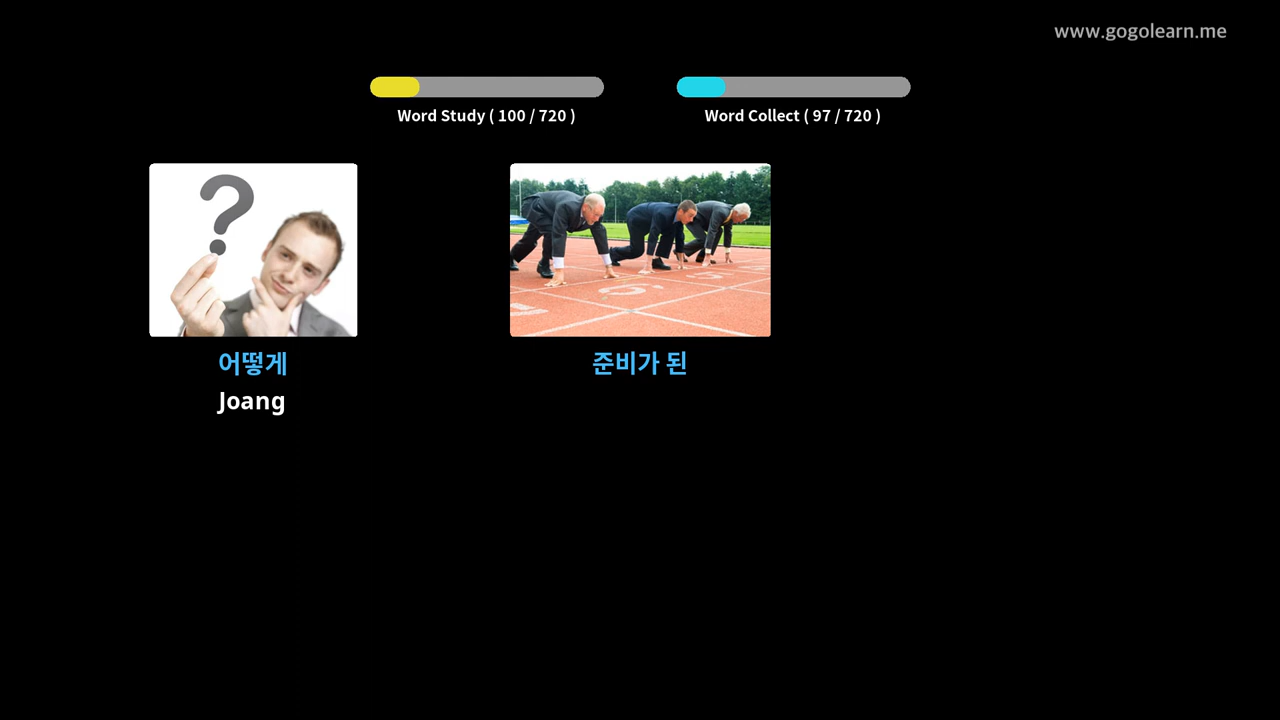 www.gogolearn.me
Word Study ( 100 / 720 )
Word Collect ( 97 / 720 )
어떻게
Joang
준비가 된